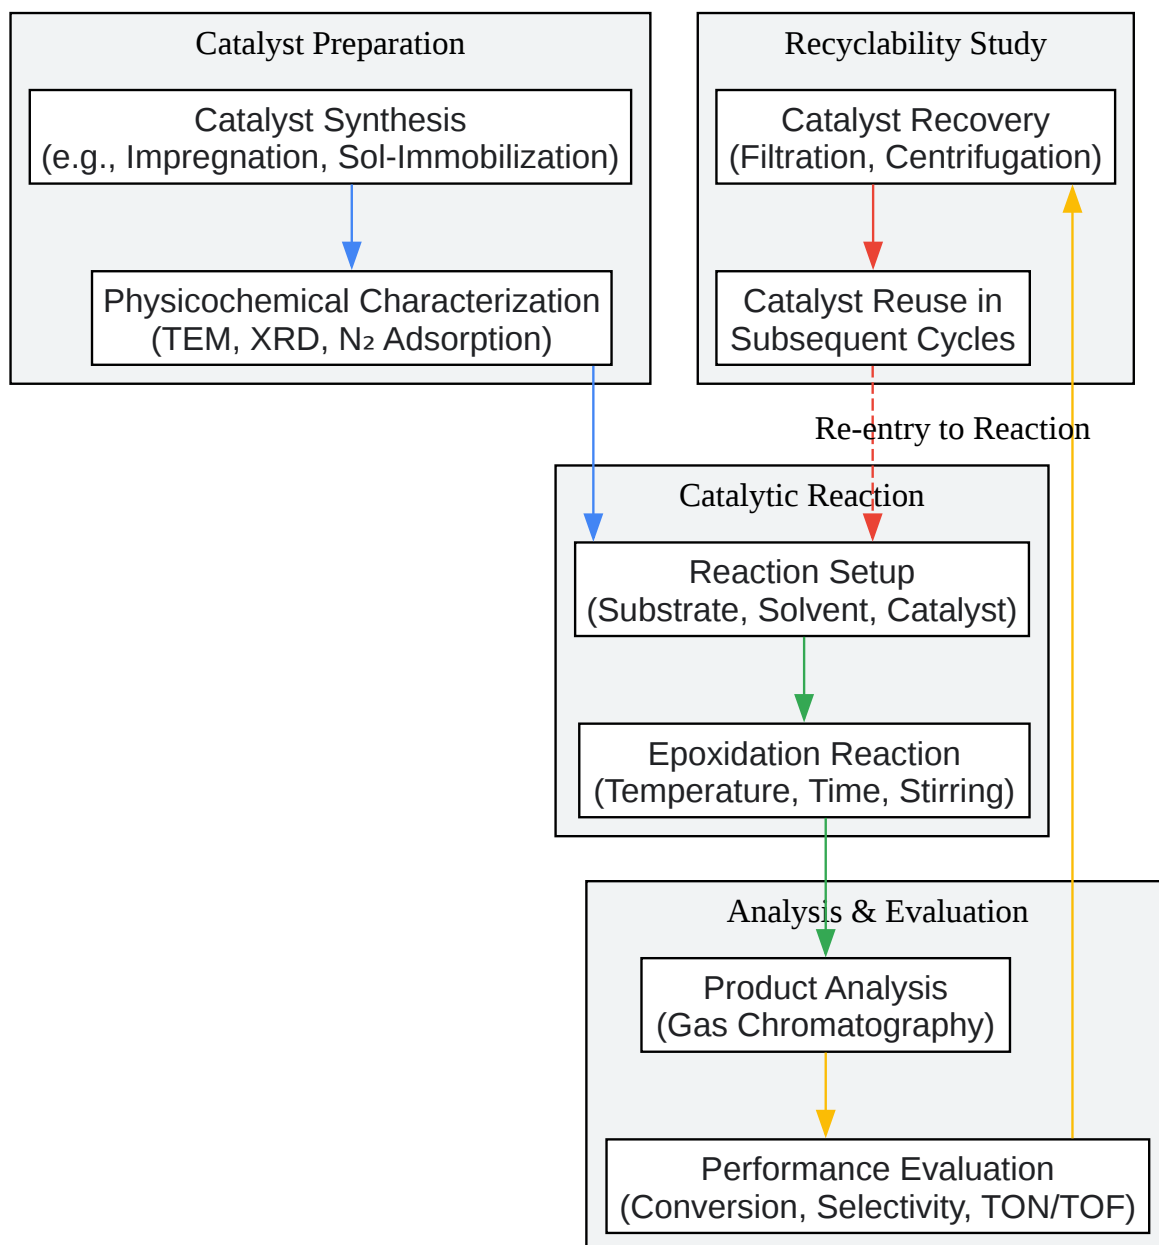 Catalyst Preparation
Catalyst Synthesis
(e.g., Impregnation, Sol-Immobilization)
Physicochemical Characterization
(TEM, XRD, N₂ Adsorption)
Recyclability Study
Catalyst Recovery
(Filtration, Centrifugation)
Catalyst Reuse in
Subsequent Cycles
Re-entry to Reaction
Catalytic Reaction
Reaction Setup
(Substrate, Solvent, Catalyst)
Epoxidation Reaction
(Temperature, Time, Stirring)
Analysis & Evaluation
Product Analysis
(Gas Chromatography)
Performance Evaluation
(Conversion, Selectivity, TON/TOF)